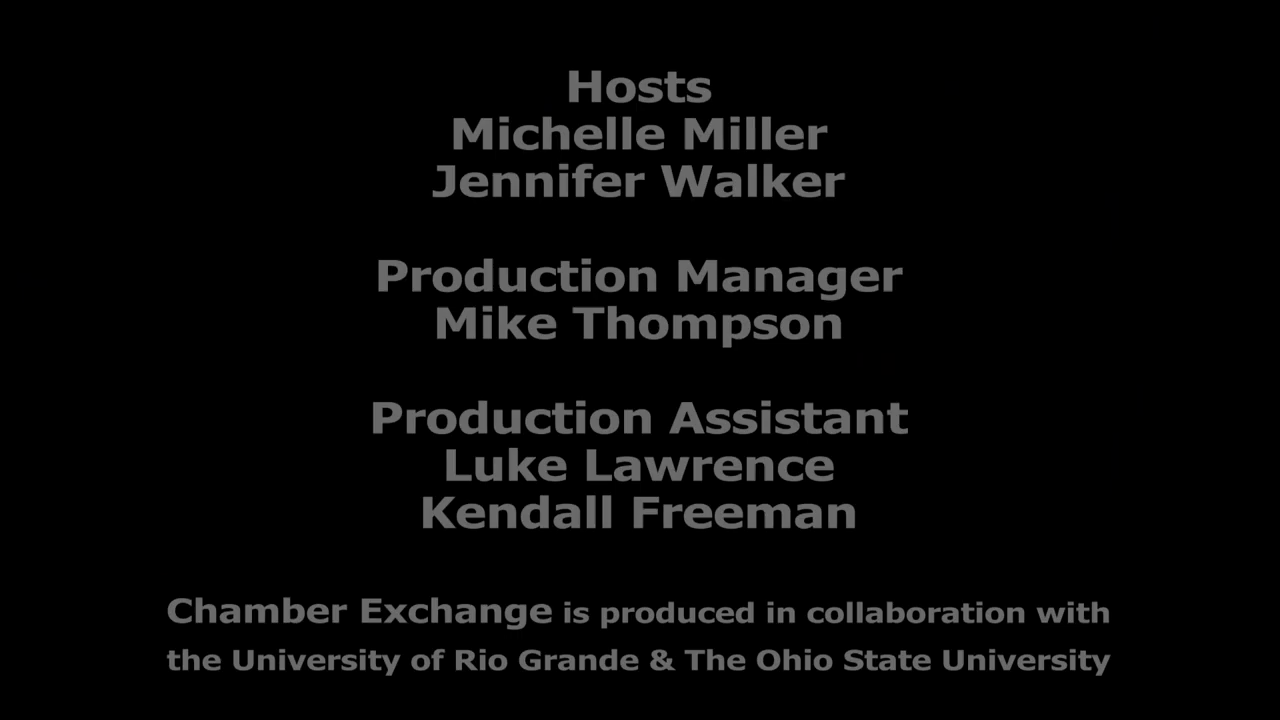 Hosts
Michelle Miller
Jennifer Walker
Production Manager
Mike Thompson
Production Assistant
Luke Lawrence
Kendall Freeman
Chamber Exchange is produced in collaboration with
the University of Rio Grande & The Ohio State University